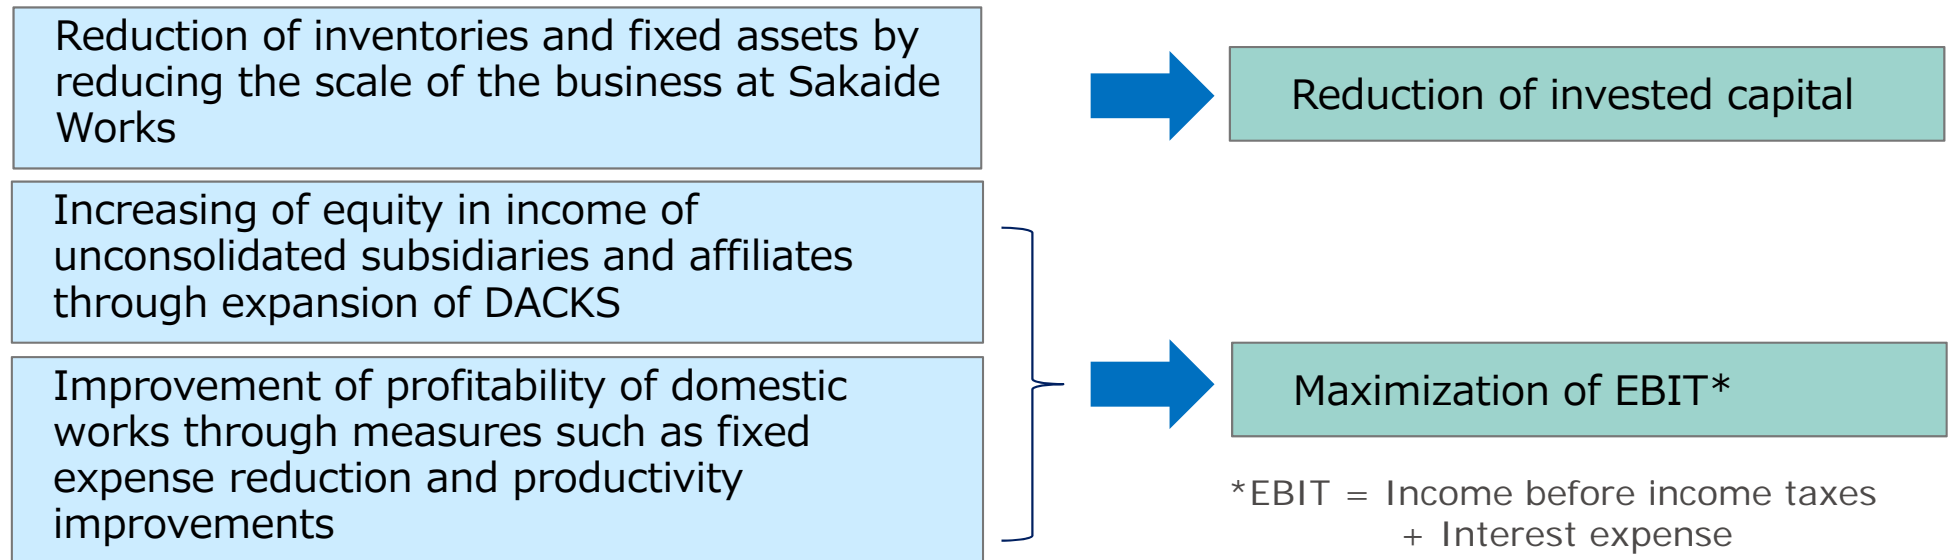 Reduction of inventories and fixed assets by
reducing the scale of the business at Sakaide
Works
Reduction of invested capital
Increasing of equity in income of
unconsolidated subsidiaries and affiliates
through expansion of DACKS
Improvement of profitability of domestic
works through measures such as fixed
expense reduction and productivity
improvements
Maximization of EBIT*
*EBIT = Income before income taxes
+ Interest expense